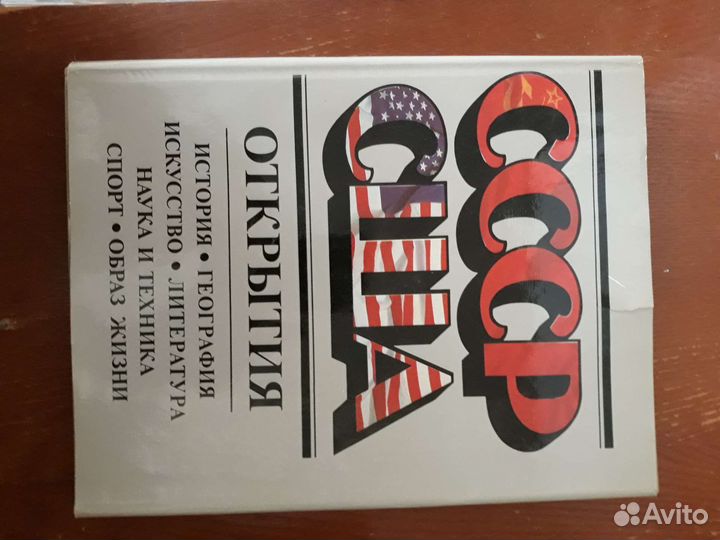 СССР
США
ОТКРЫТИЯ
ИСТОРИЯ • ГЕОГРАФИЯ
ИСКУССТВО • ЛИТЕРАТУРА
НАУКА И ТЕХНИКА
СПОРТ • ОБРАЗ ЖИЗНИ
Avito